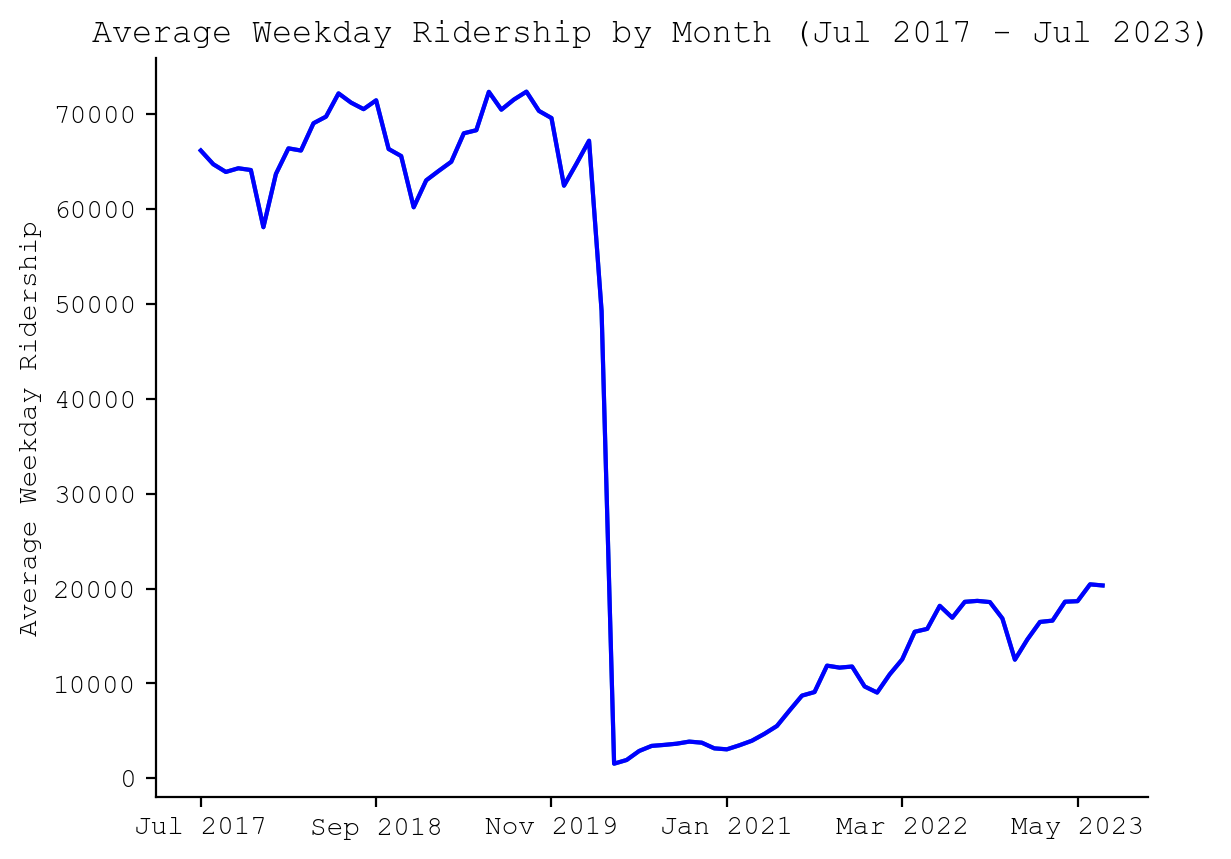 Average Weekday Ridership by Month (Jul 2017 - Jul 2023)
Average Weekday Ridership
70000
60000
50000
40000
30000
20000
10000
0
Jul 2017 Sep 2018 Nov 2019 Jan 2021 Mar 2022 May 2023